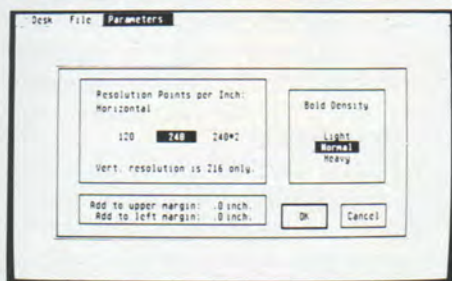 Desk File Parameters
Resolution Points per Inch:
Horizontal
120 240 240*2
Vert. resolution is 216 only.
Bold Density
Light
Normal
Heavy
Add to upper margin: .0 inch.
Add to left margin: .0 inch.
OK Cancel